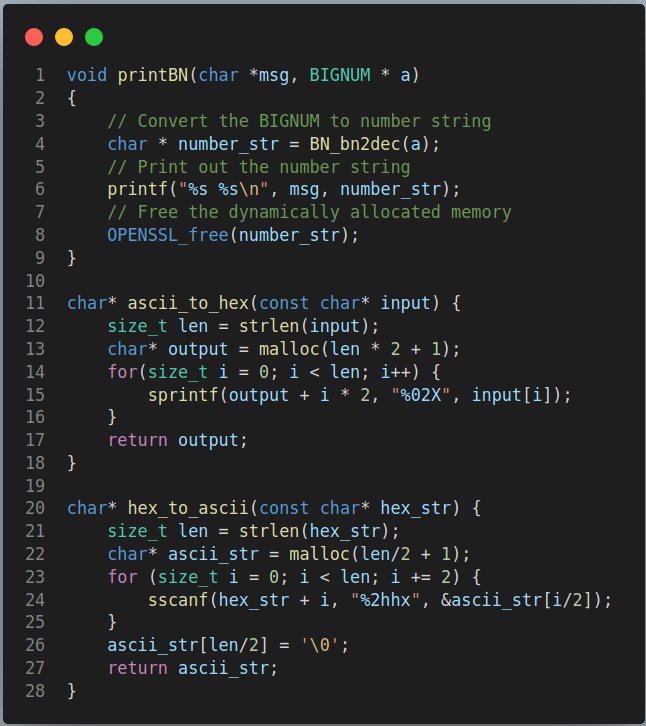 1 void printBN(char *msg, BIGNUM * a)
2 {
3     // Convert the BIGNUM to number string
4     char * number_str = BN_bn2dec(a);
5     // Print out the number string
6     printf("%s %s\n", msg, number_str);
7     // Free the dynamically allocated memory
8     OPENSSL_free(number_str);
9 }
10
11 char* ascii_to_hex(const char* input) {
12     size_t len = strlen(input);
13     char* output = malloc(len * 2 + 1);
14     for(size_t i = 0; i < len; i++) {
15         sprintf(output + i * 2, "%02X", input[i]);
16     }
17     return output;
18 }
19
20 char* hex_to_ascii(const char* hex_str) {
21     size_t len = strlen(hex_str);
22     char* ascii_str = malloc(len/2 + 1);
23     for (size_t i = 0; i < len; i += 2) {
24         sscanf(hex_str + i, "%2hhx", &ascii_str[i/2]);
25     }
26     ascii_str[len/2] = '\0';
27     return ascii_str;
28 }